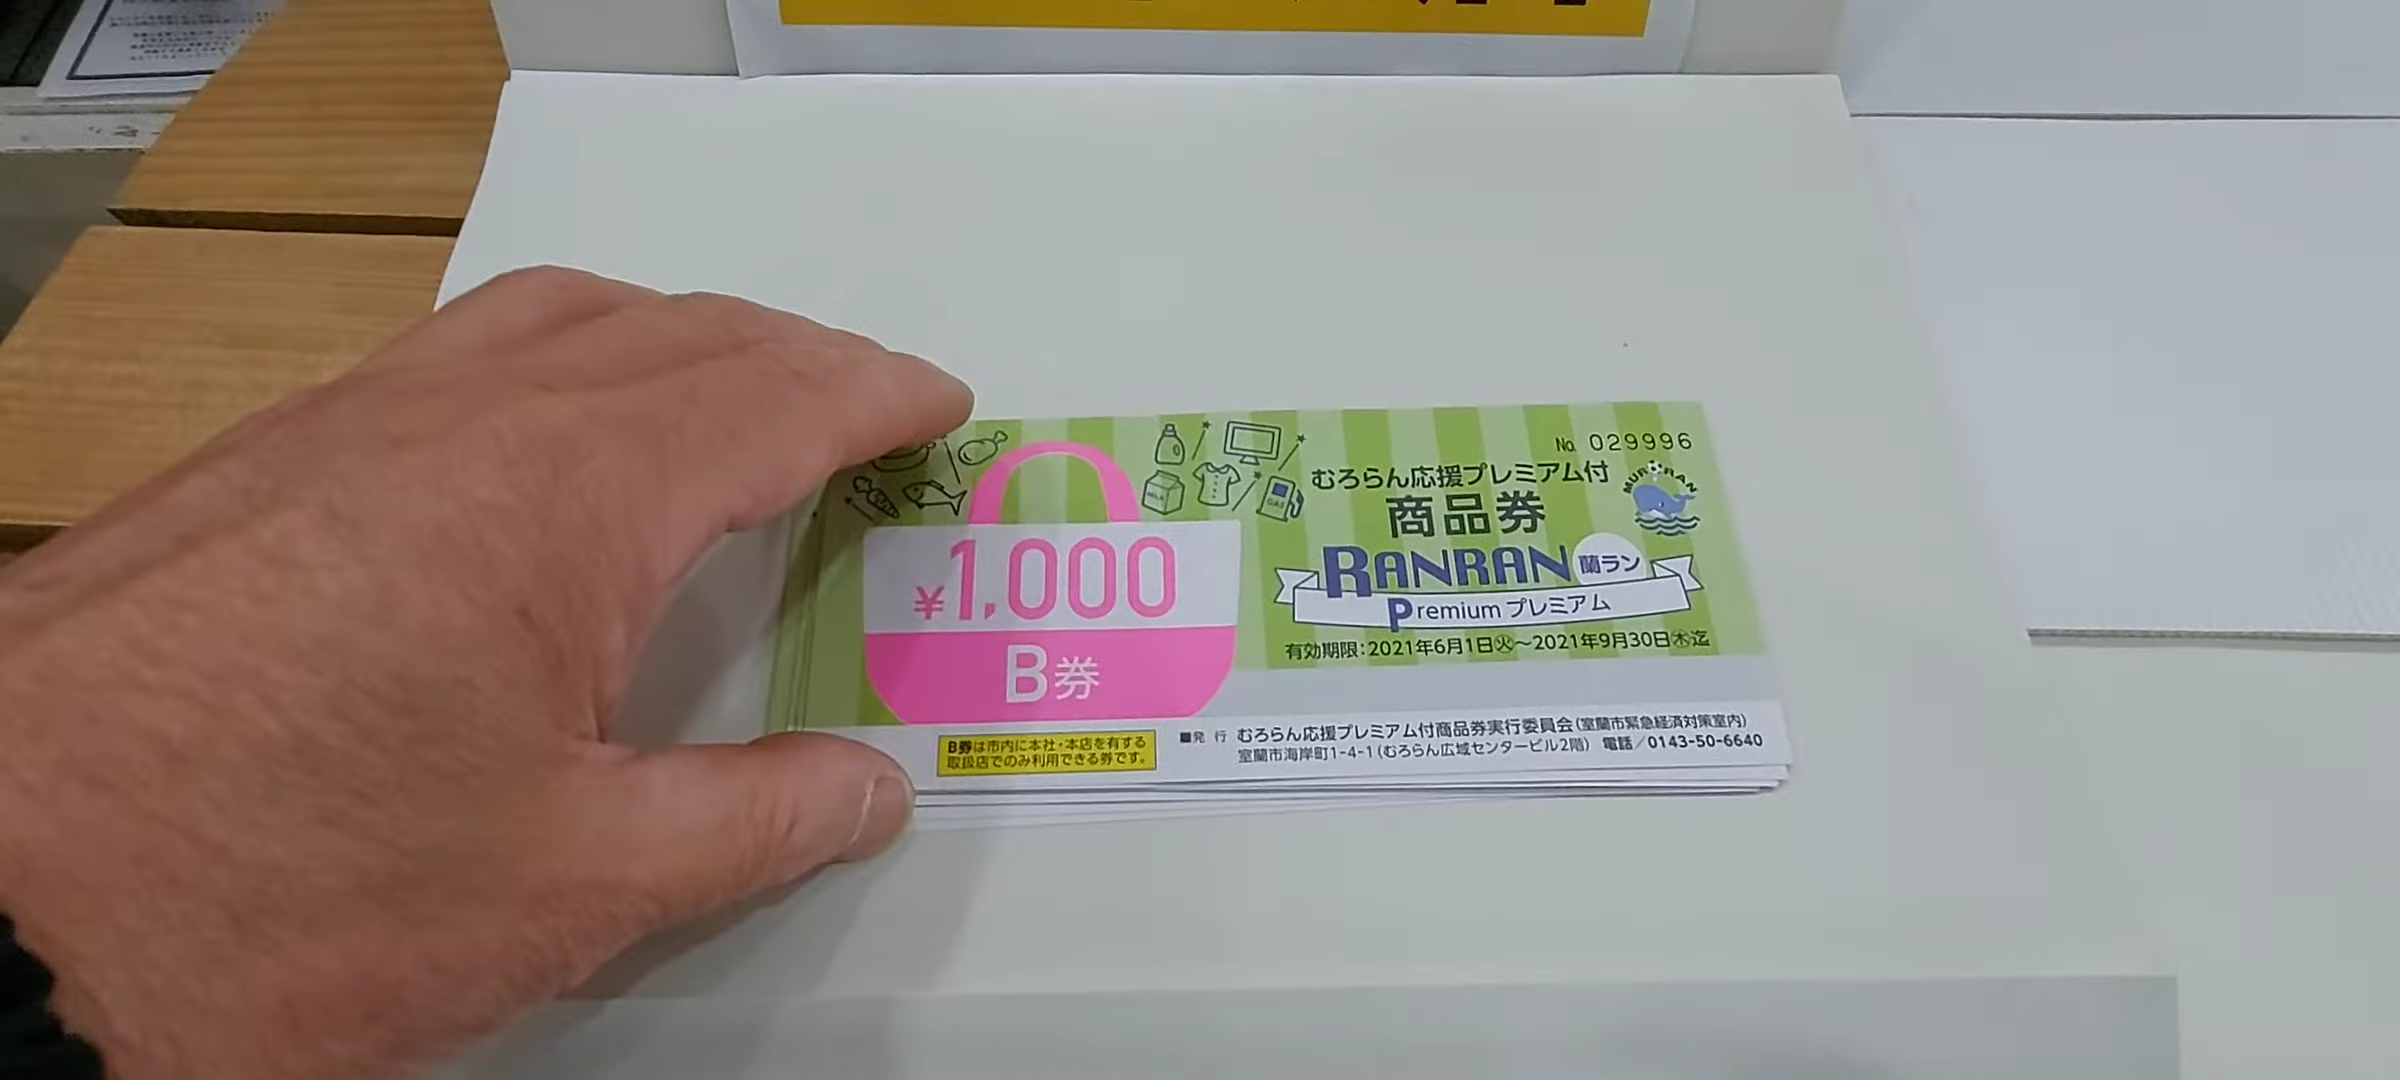 No. 029996
むろらん応援プレミアム付
商品券
MURORAN
RANRAN 蘭ラン
Premium プレミアム
有効期限：2021年6月1日㊋～2021年9月30日㊍迄
¥1,000
B券
MILK
GAS
B券は市内に本社・本店を有する
取扱店でのみ利用できる券です。
■発 行 むろらん応援プレミアム付商品券実行委員会（室蘭市緊急経済対策室内）
室蘭市海岸町1-4-1（むろらん広域センタービル2階） 電話／0143-50-6640